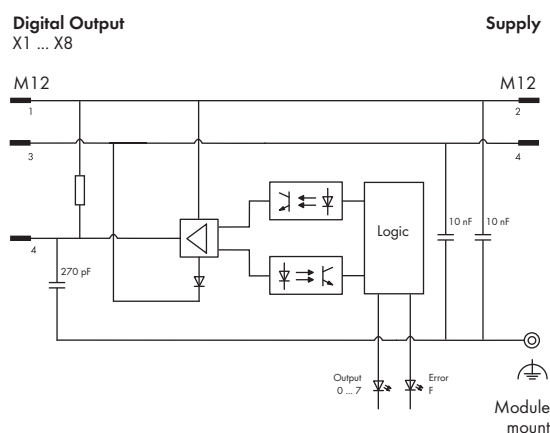 Digital Output
Supply
X1 ... X8
M12
M12
1
2
3
4
10 nF
10 nF
Logic
4
270 pF
Output
0 ... 7
Error
F
Module
mount